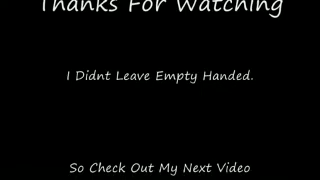 Thanks For Watching
I Didnt Leave Empty Handed.
So Check Out My Next Video